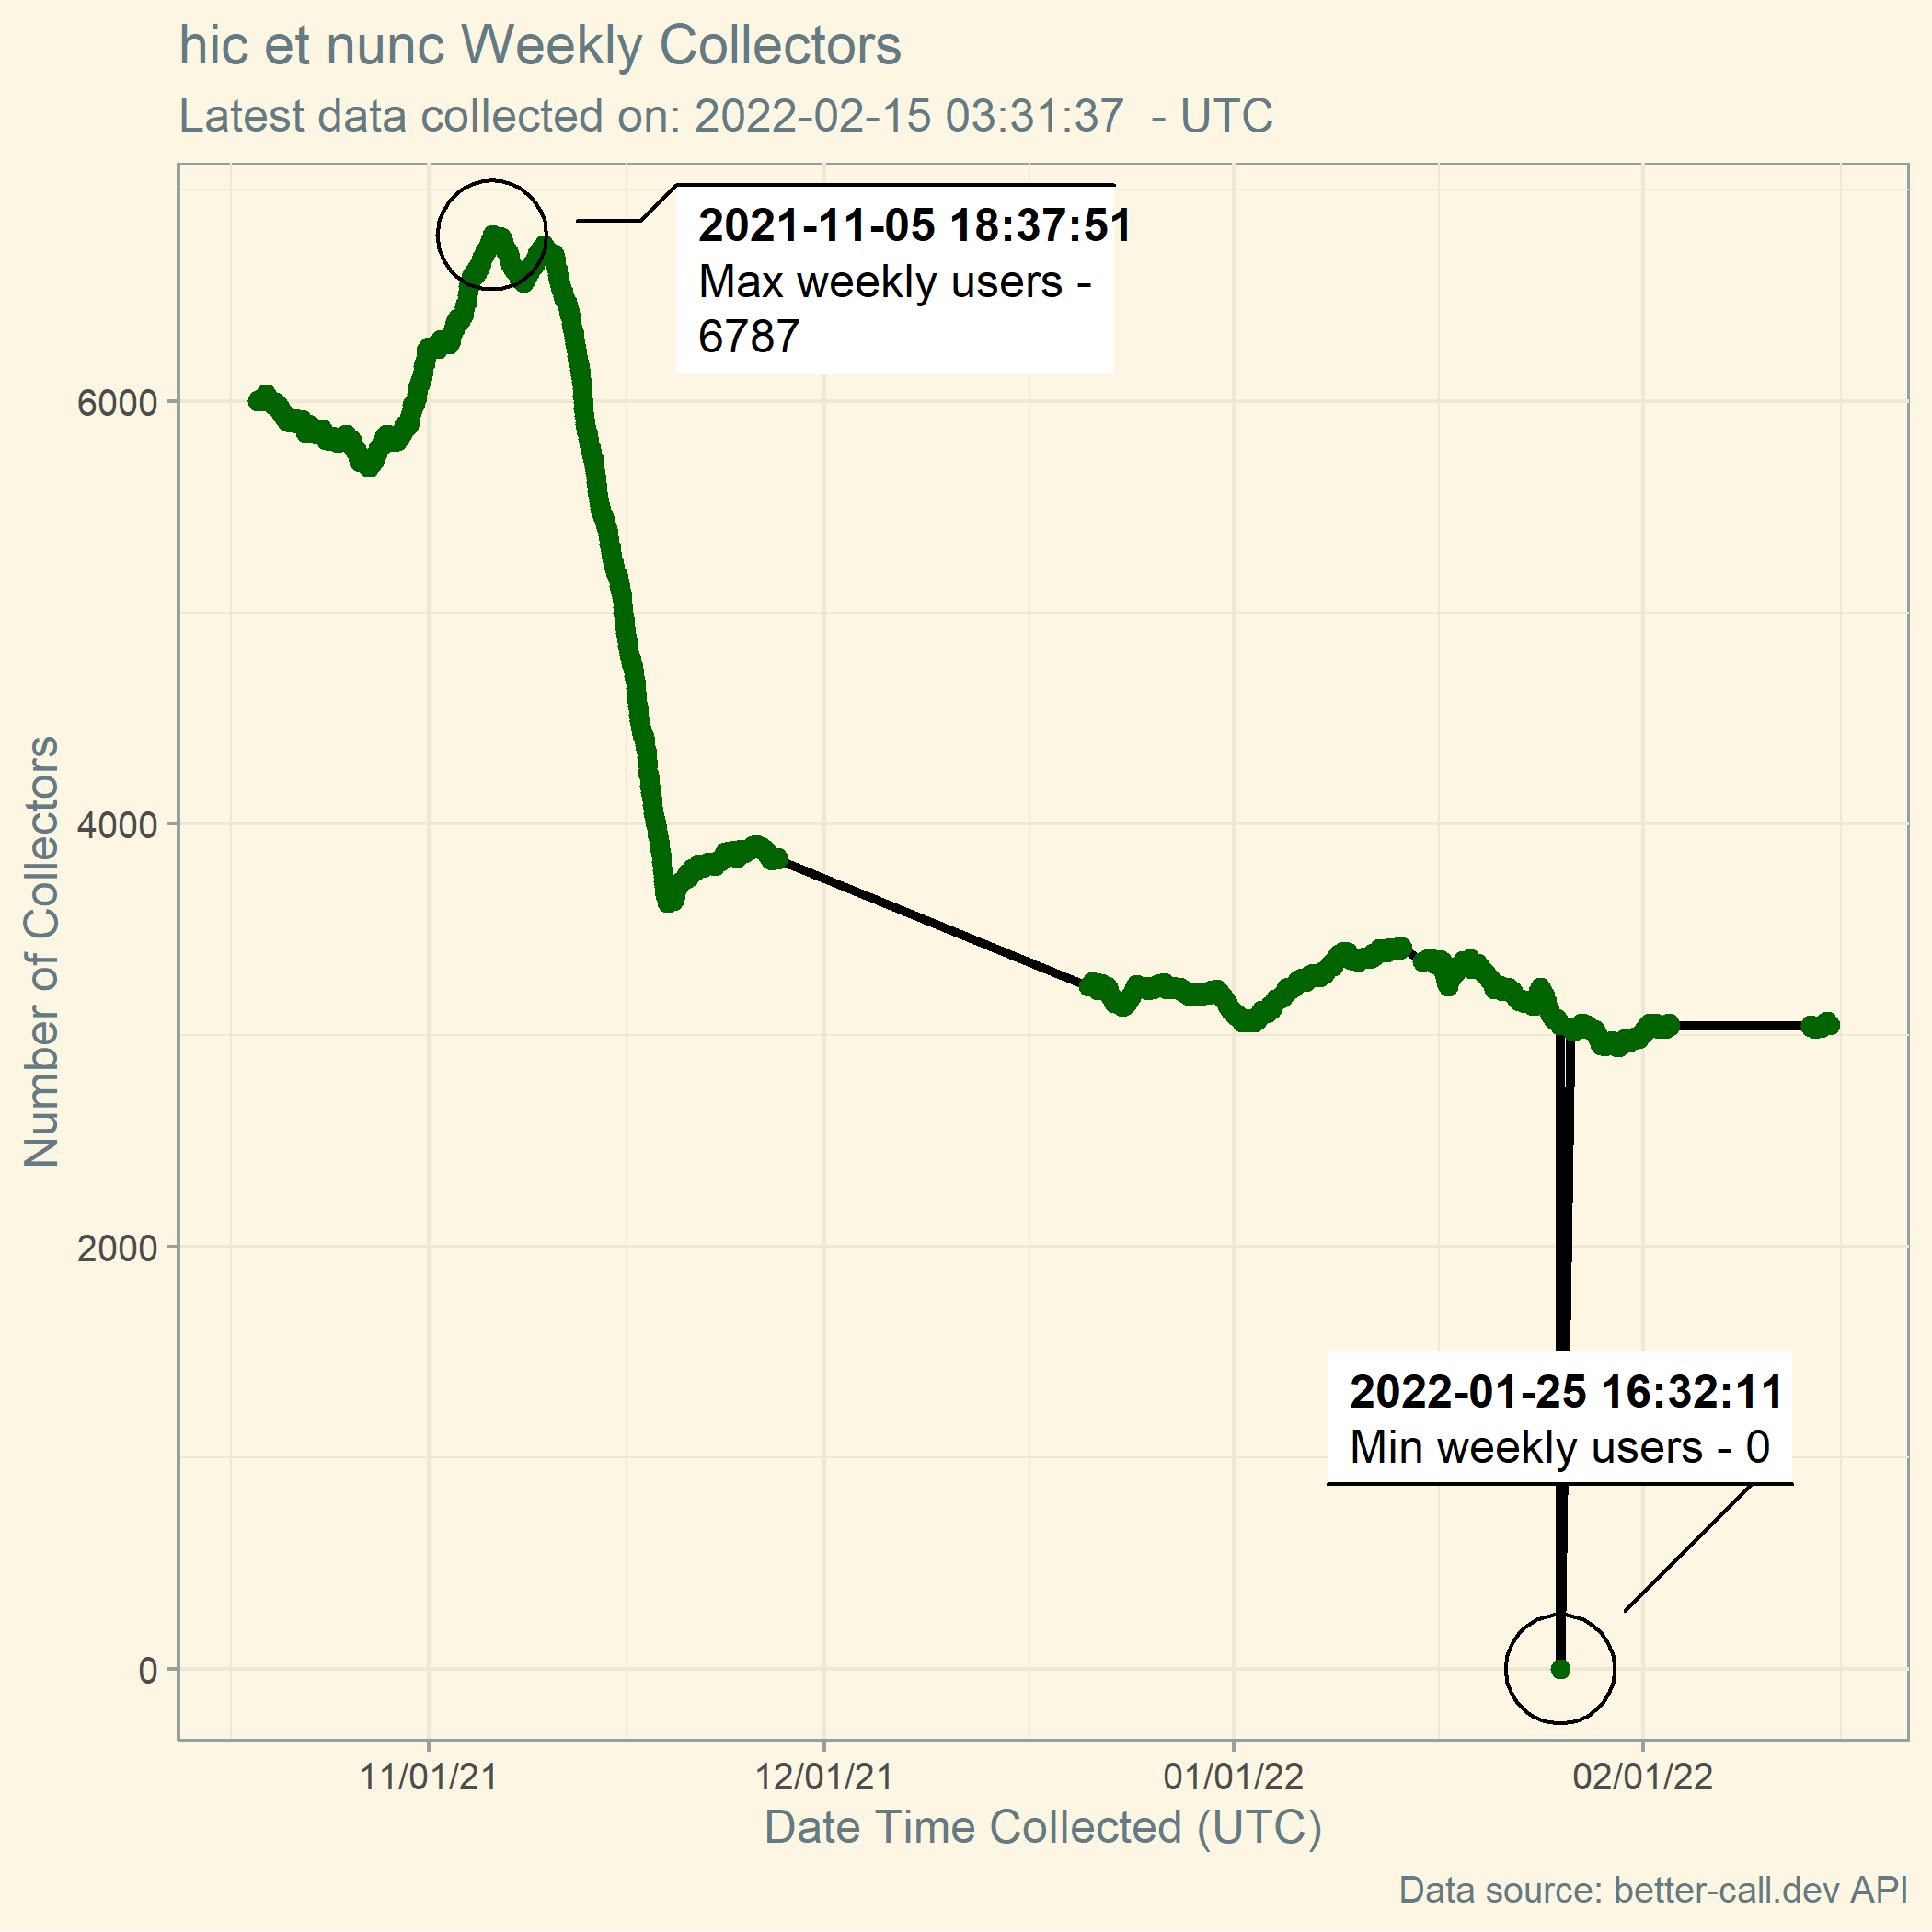 hic et nunc Weekly Collectors
Latest data collected on: 2022-02-15 03:31:37  - UTC
2021-11-05 18:37:51
Max weekly users -
6787
6000
4000
2000
0
Number of Collectors
2022-01-25 16:32:11
Min weekly users - 0
11/01/21
12/01/21
01/01/22
02/01/22
Date Time Collected (UTC)
Data source: better-call.dev API